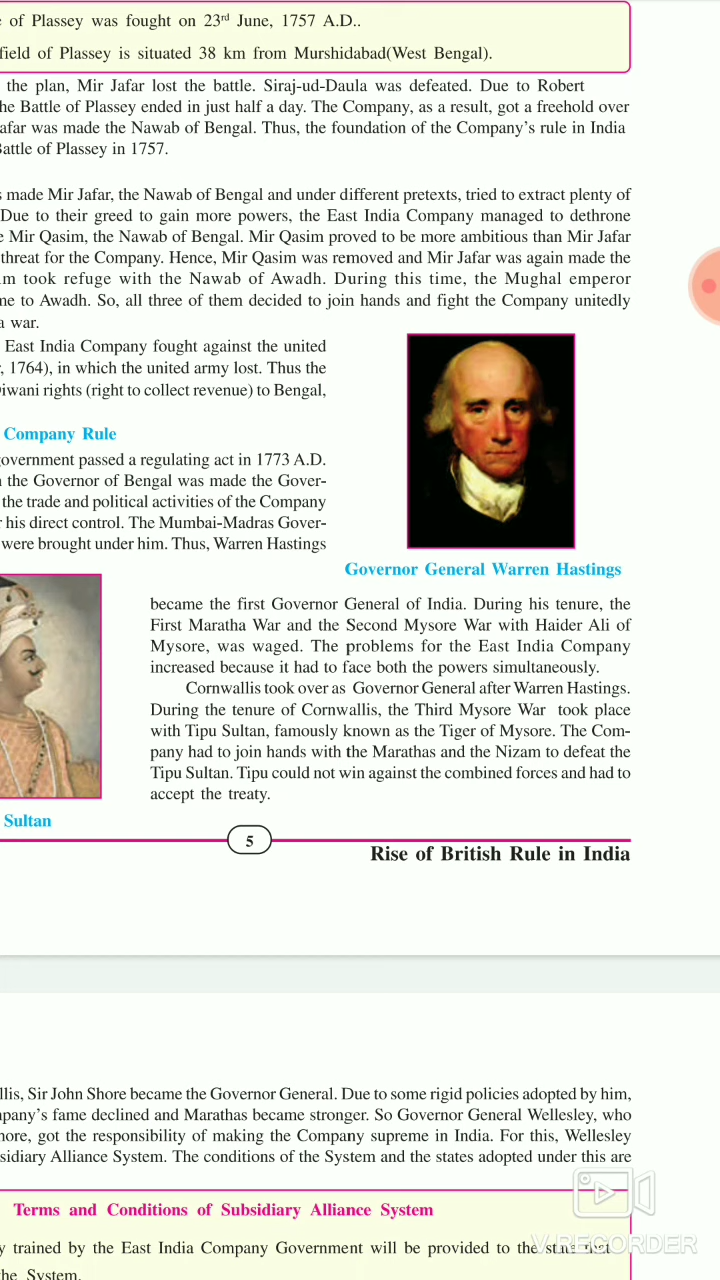 of Plassey was fought on 23rd June, 1757 A.D..
field of Plassey is situated 38 km from Murshidabad(West Bengal).
the plan, Mir Jafar lost the battle. Siraj-ud-Daula was defeated. Due to Robert
he Battle of Plassey ended in just half a day. The Company, as a result, got a freehold over
afar was made the Nawab of Bengal. Thus, the foundation of the Company's rule in India
Battle of Plassey in 1757.
made Mir Jafar, the Nawab of Bengal and under different pretexts, tried to extract plenty of
Due to their greed to gain more powers, the East India Company managed to dethrone
Mir Qasim, the Nawab of Bengal. Mir Qasim proved to be more ambitious than Mir Jafar
threat for the Company. Hence, Mir Qasim was removed and Mir Jafar was again made the
im took refuge with the Nawab of Awadh. During this time, the Mughal emperor
me to Awadh. So, all three of them decided to join hands and fight the Company unitedly
a war.
East India Company fought against the united
, 1764), in which the united army lost. Thus the
Diwani rights (right to collect revenue) to Bengal,
Company Rule
government passed a regulating act in 1773 A.D.
the Governor of Bengal was made the Gover-
the trade and political activities of the Company
his direct control. The Mumbai-Madras Gover-
were brought under him. Thus, Warren Hastings
Governor General Warren Hastings
became the first Governor General of India. During his tenure, the
First Maratha War and the Second Mysore War with Haider Ali of
Mysore, was waged. The problems for the East India Company
increased because it had to face both the powers simultaneously.
Cornwallis took over as Governor General after Warren Hastings.
During the tenure of Cornwallis, the Third Mysore War took place
with Tipu Sultan, famously known as the Tiger of Mysore. The Com-
pany had to join hands with the Marathas and the Nizam to defeat the
Tipu Sultan. Tipu could not win against the combined forces and had to
accept the treaty.
Sultan
5
Rise of British Rule in India
llis, Sir John Shore became the Governor General. Due to some rigid policies adopted by him,
mpany's fame declined and Marathas became stronger. So Governor General Wellesley, who
hore, got the responsibility of making the Company supreme in India. For this, Wellesley
sidiary Alliance System. The conditions of the System and the states adopted under this are
Terms and Conditions of Subsidiary Alliance System
y trained by the East India Company Government will be provided to the state that
the System.
V.RECORDER